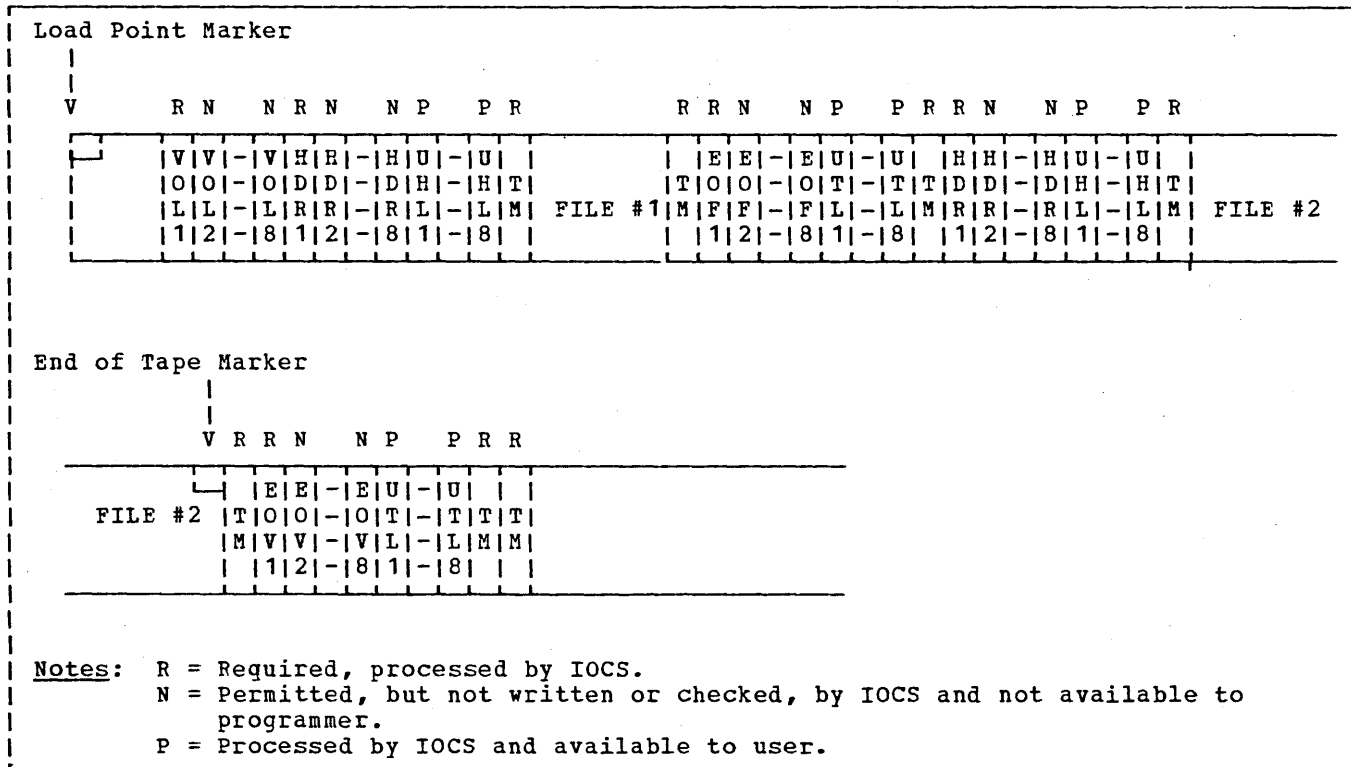 Load Point Marker
V R N N R N N P P R R R N N P P R R N N P P R
|V|V|-|V|H|R|-|H|U|-|U| | | |E|E|-|E|U|-|U| |H|H|-|H|U|-|U| |
|O|O|-|O|D|D|-|D|H|-|H|T| |T|O|O|-|O|T|-|T|T|D|D|-|D|H|-|H|T|
|L|L|-|L|R|R|-|R|L|-|L|M| FILE #1|M|F|F|-|F|L|-|L|M|R|R|-|R|L|-|L|M| FILE #2
|1|2|-|8|1|2|-|8|1|-|8| | | |1|2|-|8|1|-|8| |1|2|-|8|1|-|8| |
End of Tape Marker
V R R N N P P R R
| |E|E|-|E|U|-|U| | |
FILE #2 |T|O|O|-|O|T|-|T|T|T|
|M|V|V|-|V|L|-|L|M|M|
| |1|2|-|8|1|-|8| | |
Notes: R = Required, processed by IOCS.
N = Permitted, but not written or checked, by IOCS and not available to
programmer.
P = Processed by IOCS and available to user.